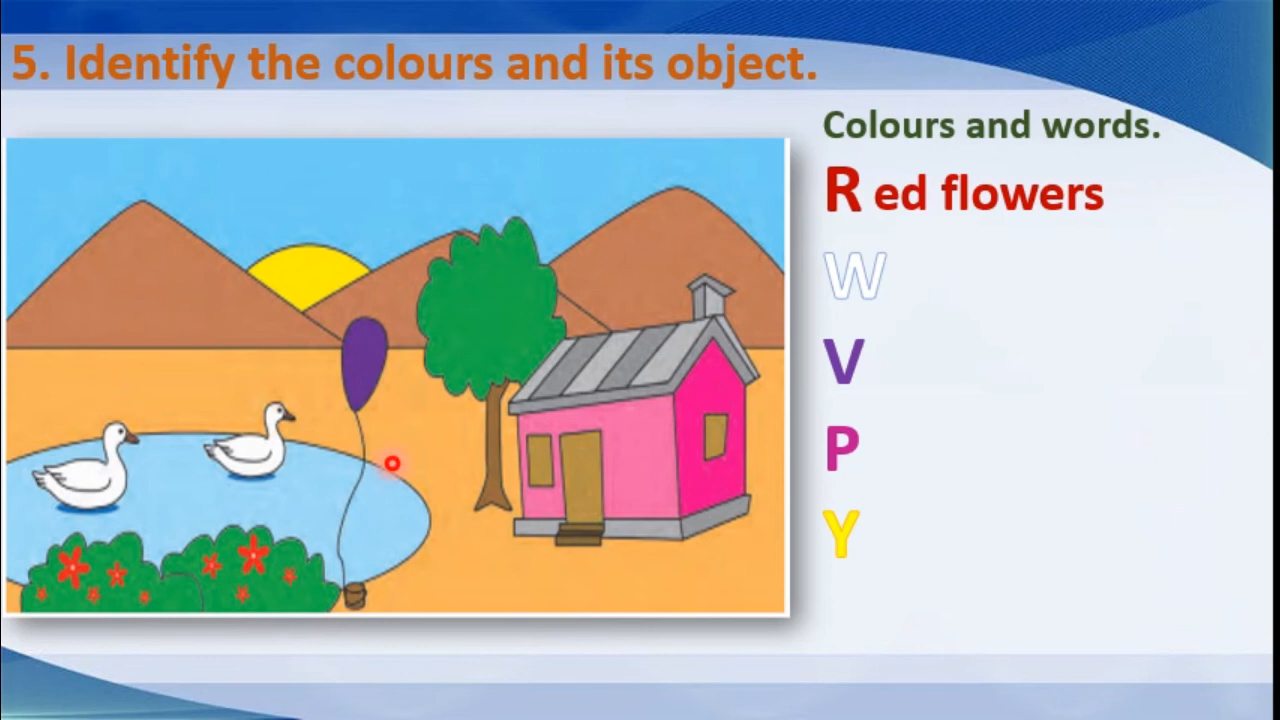 5. Identify the colours and its object.
Colours and words.
R ed flowers
W
V
P
Y